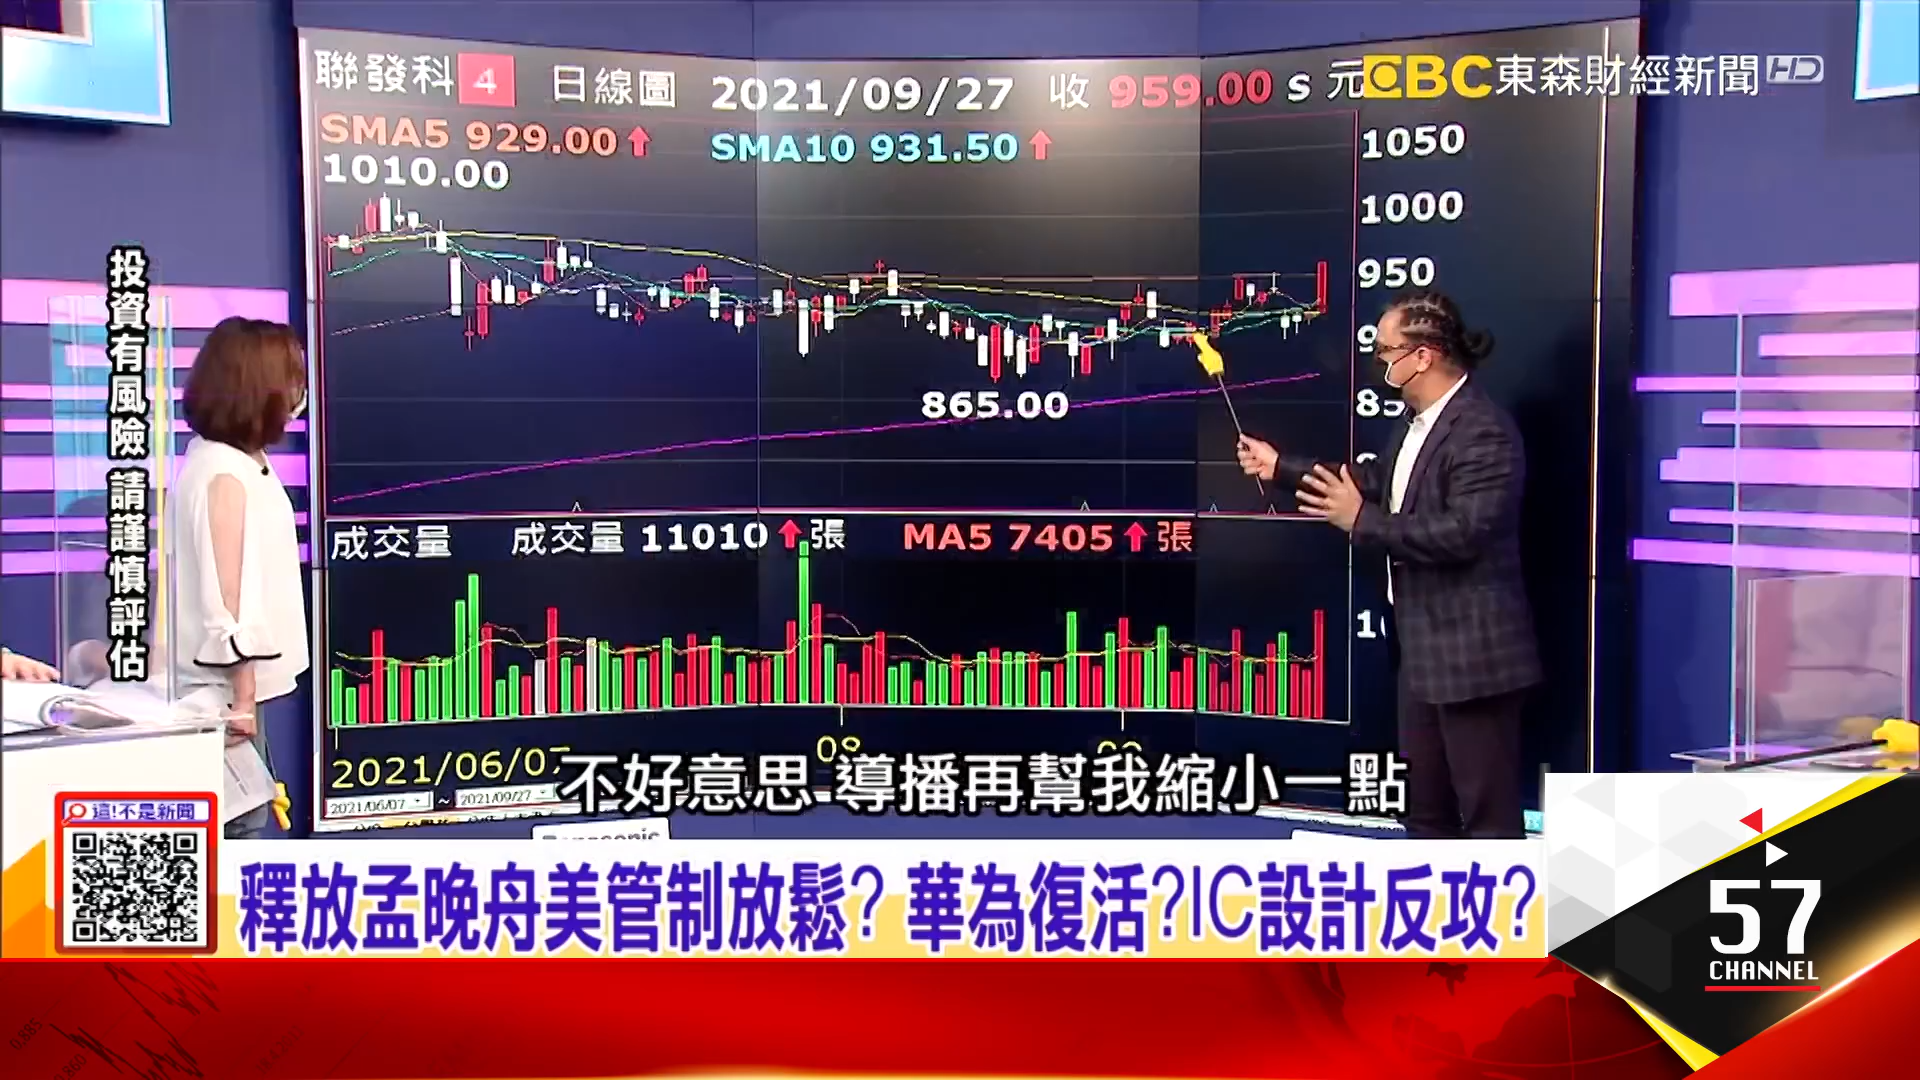 聯發科 4 日線圖 2021/09/27 收 959.00 s 元
EBC 東森財經新聞 HD
SMA5 929.00↑ SMA10 931.50↑
1010.00
1050
1000
950
865.00
投資有風險 請謹慎評估
成交量 成交量 11010↑張 MA5 7405↑張
2021/06/07
2021/06/07 ~ 2021/09/27
不好意思 導播再幫我縮小一點
這!不是新聞
釋放孟晚舟美管制放鬆? 華為復活?IC設計反攻?
57
CHANNEL